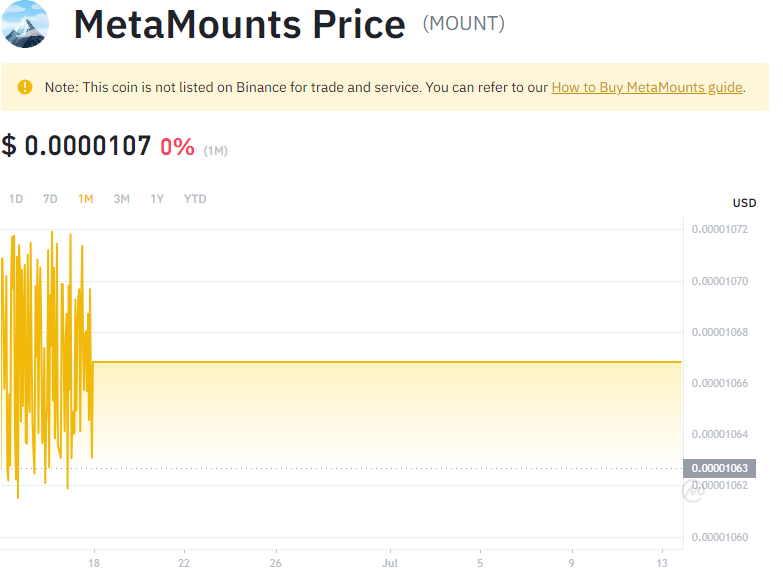 MetaMounts Price (MOUNT)
Note: This coin is not listed on Binance for trade and service. You can refer to our How to Buy MetaMounts guide.
$ 0.0000107 0% (1M)
1D 7D 1M 3M 1Y YTD
USD
0.00001072
0.00001070
0.00001068
0.00001066
0.00001064
0.00001063
0.00001062
0.00001060
18 22 26 Jul 5 9 13